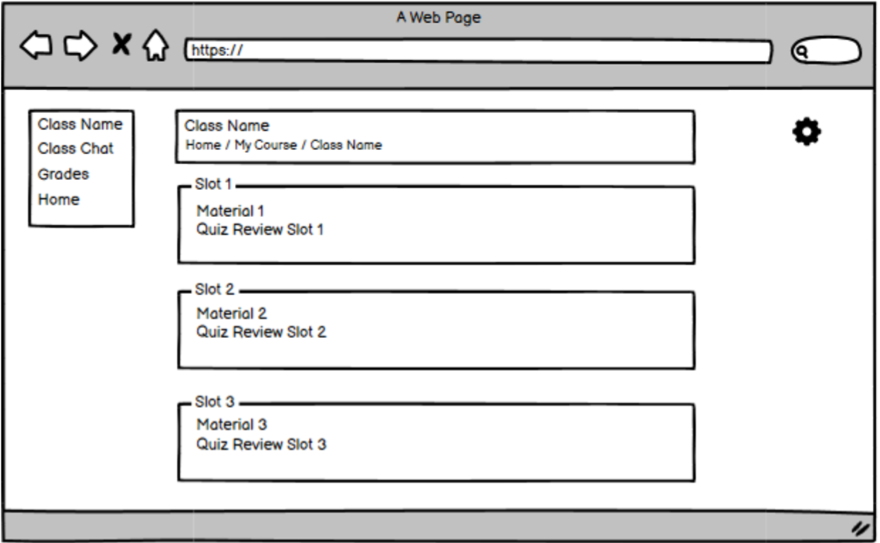 A Web Page
https://
Class Name
Class Chat
Grades
Home
Class Name
Home / My Course / Class Name
Slot 1
Material 1
Quiz Review Slot 1
Slot 2
Material 2
Quiz Review Slot 2
Slot 3
Material 3
Quiz Review Slot 3